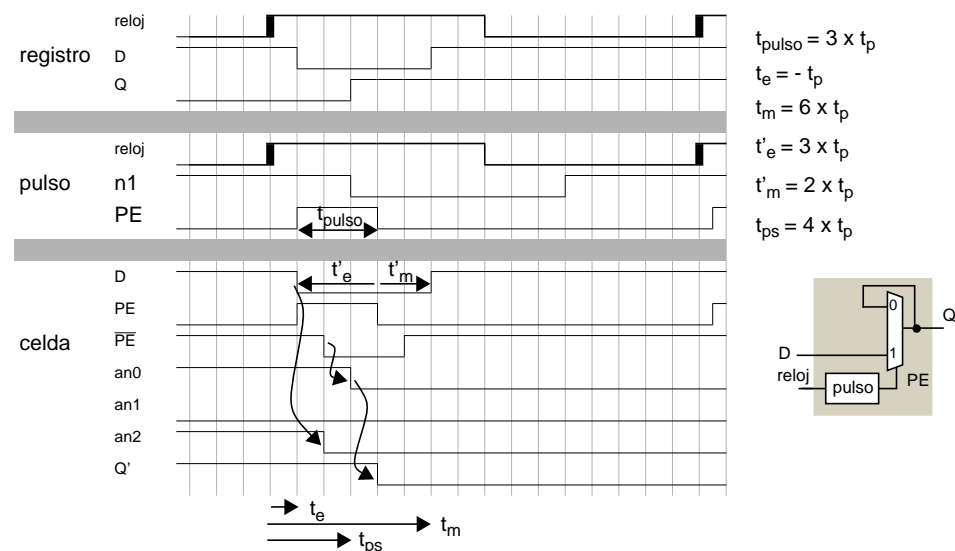 reloj
registro
D
Q
reloj
pulso
n1
PE
t_pulso
D
t'_e
t'_m
PE
celda
P̅E̅
an0
an1
an2
Q'
t_e
t_m
t_ps
t_pulso = 3 x t_p
t_e = - t_p
t_m = 6 x t_p
t'_e = 3 x t_p
t'_m = 2 x t_p
t_ps = 4 x t_p
0
Q
D
1
reloj
pulso
PE